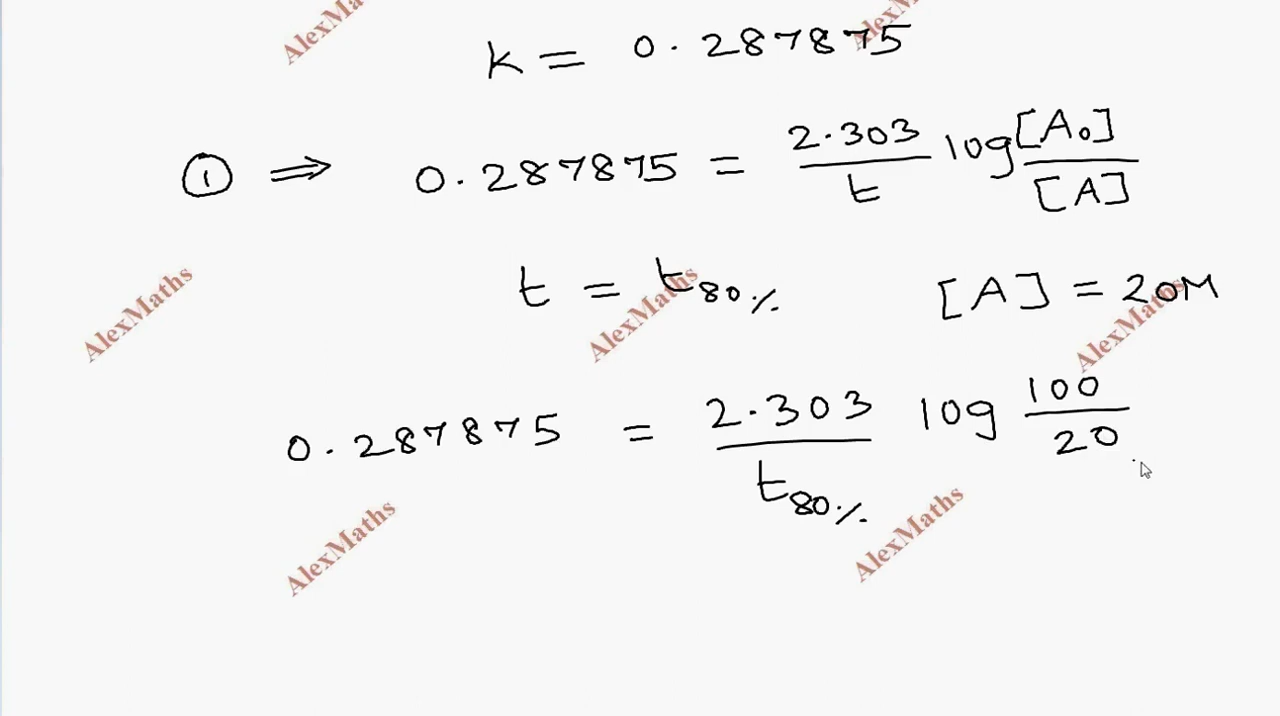 AlexMaths AlexMaths
k = 0.287875
① ⇒ 0.287875 = 2.303/t log [A₀]/[A]
t = t₈₀% [A] = 20M
AlexMaths AlexMaths AlexMaths
0.287875 = 2.303/t₈₀% log 100/20
AlexMaths AlexMaths